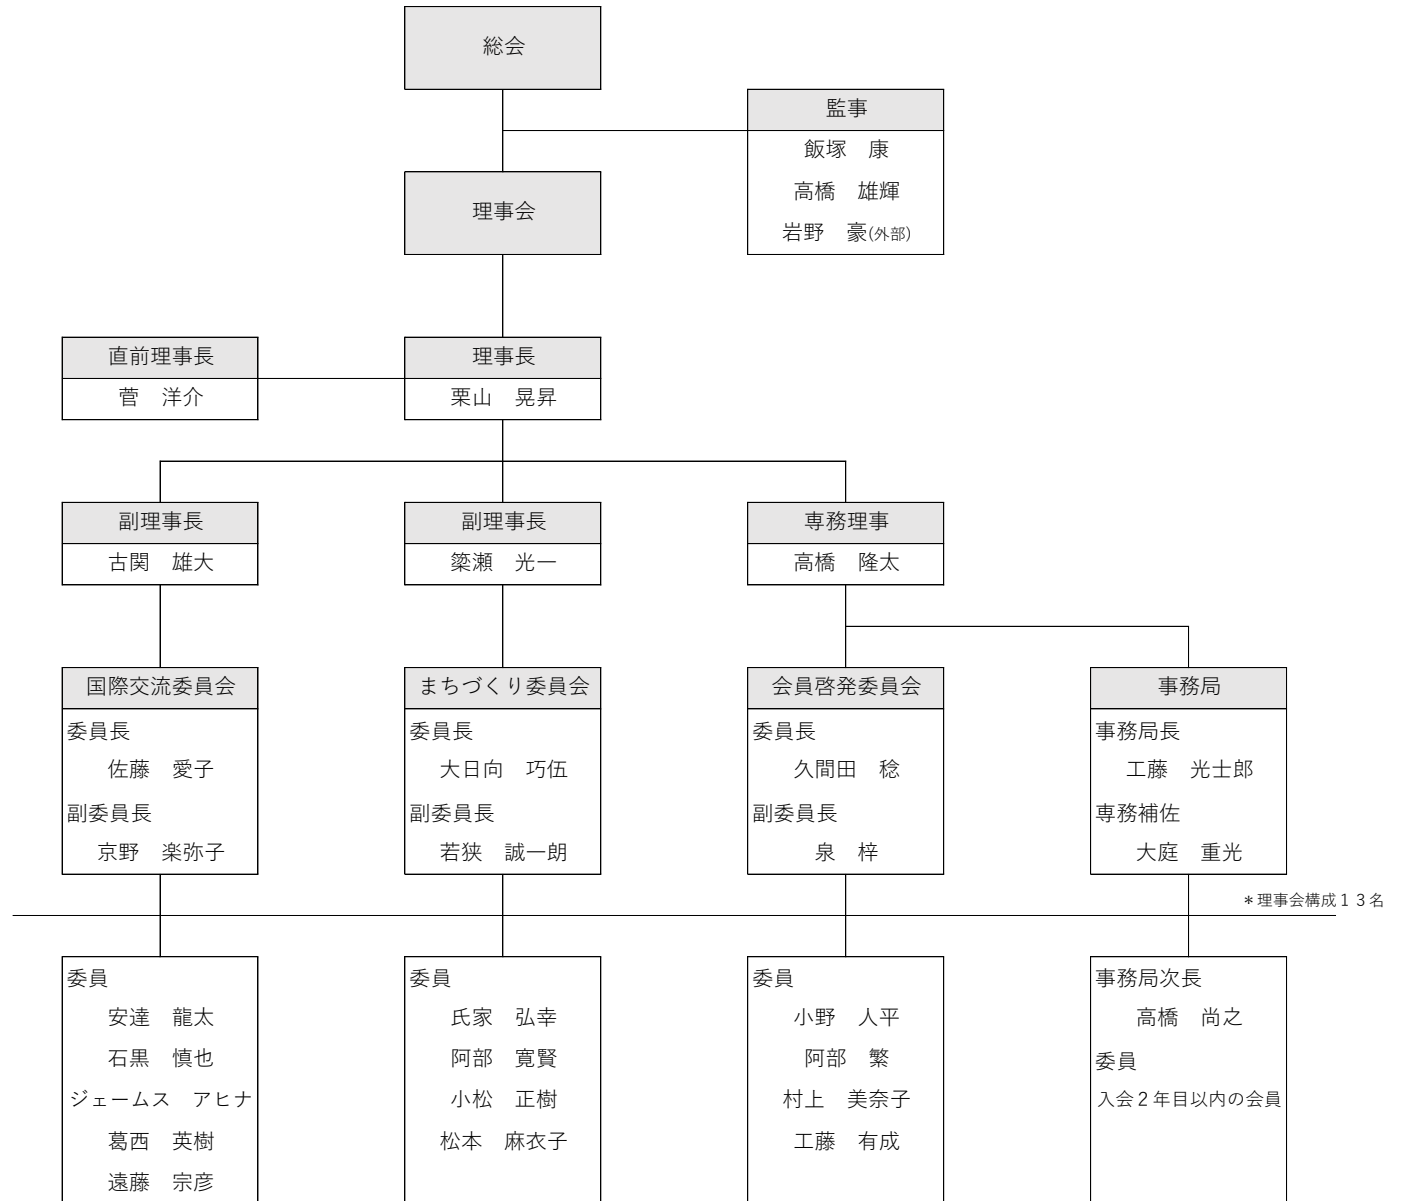 総会
監事
飯塚　康
高橋　雄輝
岩野　豪(外部)
理事会
直前理事長
菅　洋介
理事長
栗山　晃昇
副理事長
古関　雄大
副理事長
簗瀬　光一
専務理事
高橋　隆太
国際交流委員会
委員長
佐藤　愛子
副委員長
京野　楽弥子
まちづくり委員会
委員長
大日向　巧伍
副委員長
若狭　誠一朗
会員啓発委員会
委員長
久間田　稔
副委員長
泉　梓
事務局
事務局長
工藤　光士郎
専務補佐
大庭　重光
＊理事会構成１３名
委員
安達　龍太
石黒　慎也
ジェームス　アヒナ
葛西　英樹
遠藤　宗彦
委員
氏家　弘幸
阿部　寛賢
小松　正樹
松本　麻衣子
委員
小野　人平
阿部　繁
村上　美奈子
工藤　有成
事務局次長
高橋　尚之
委員
入会２年目以内の会員